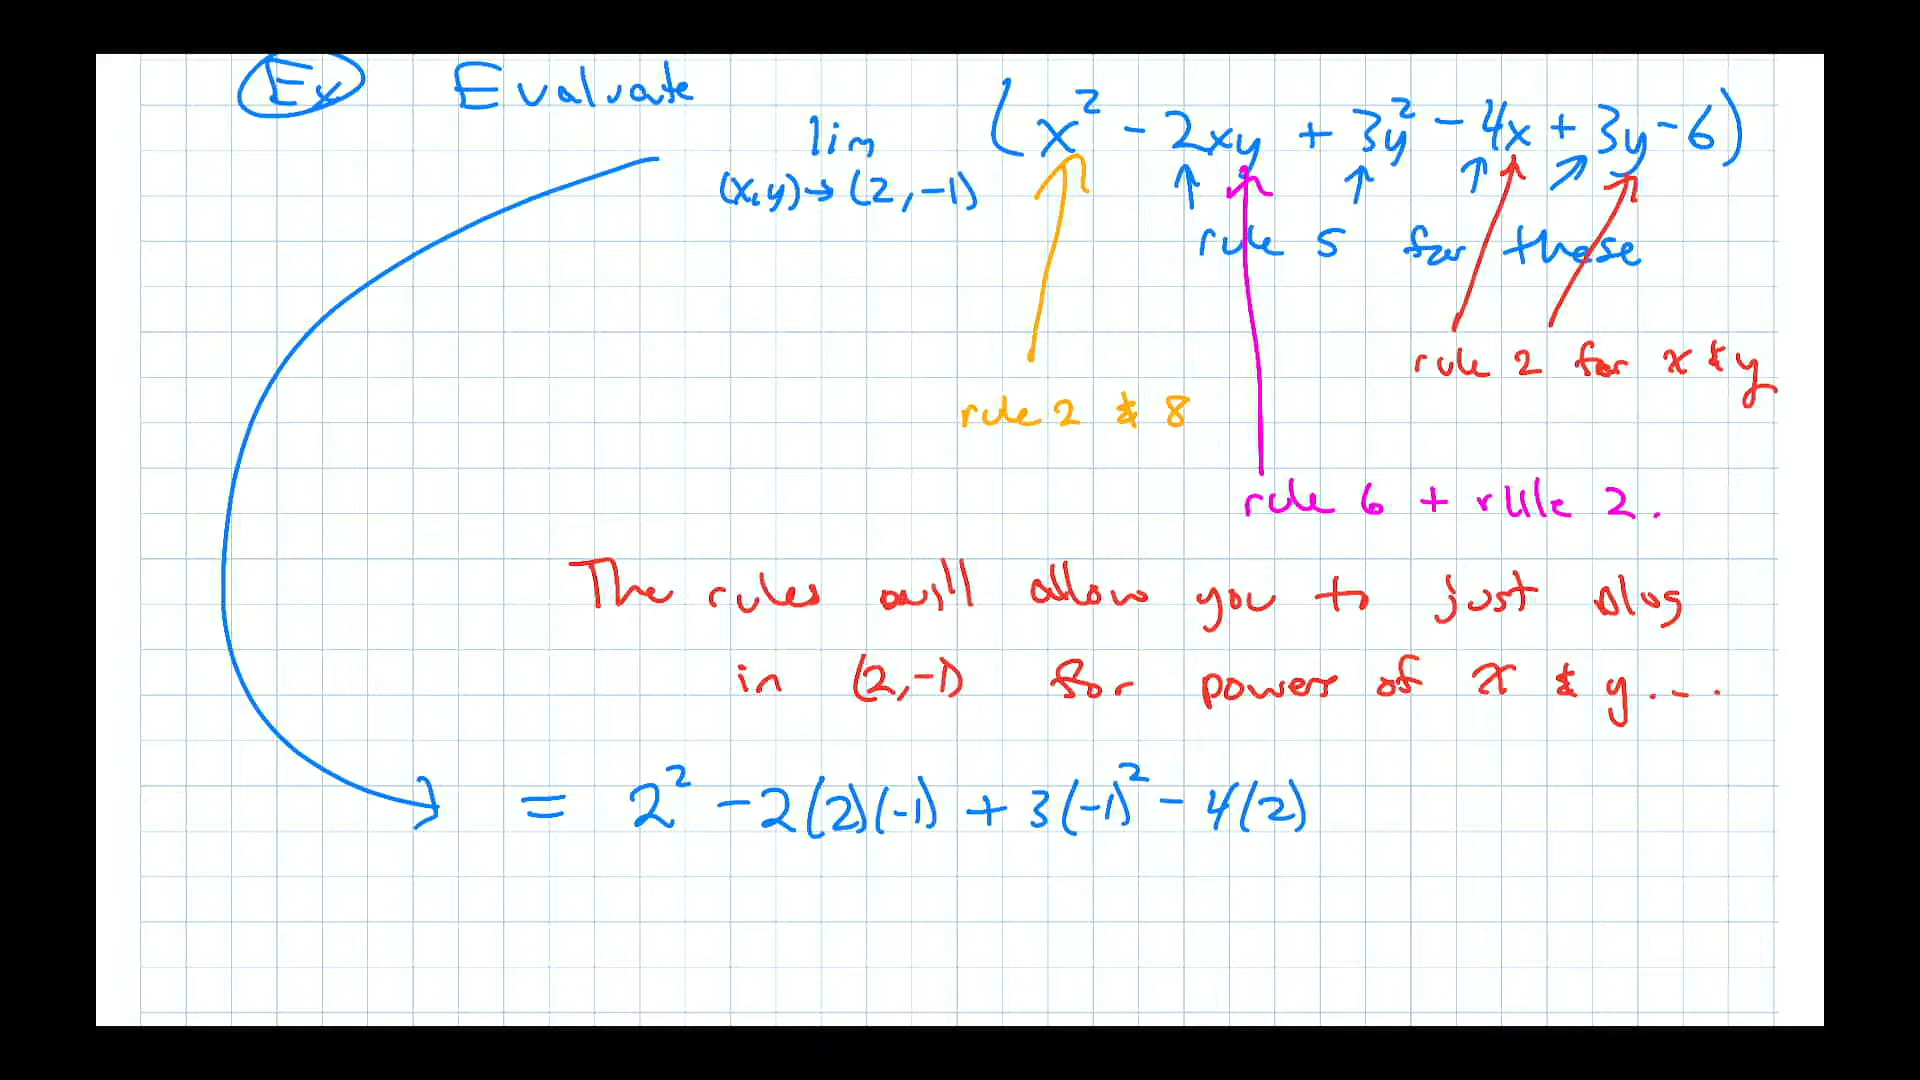 Ex Evaluate
lim (x,y)→(2,-1) (x² - 2xy + 3y² - 4x + 3y - 6)
rule 5 for these
rule 2 for x & y
rule 2 & 8
rule 6 + rule 2.
The rules will allow you to just plug
in (2,-1) for powers of x & y...
= 2² - 2(2)(-1) + 3(-1)² - 4(2)